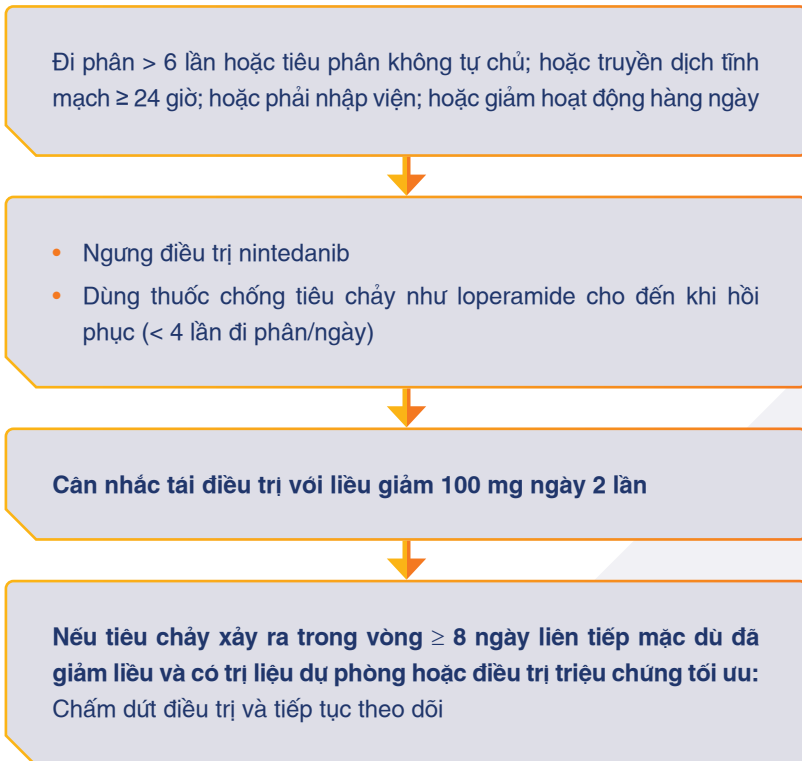 Đi phân > 6 lần hoặc tiêu phân không tự chủ; hoặc truyền dịch tĩnh
mạch ≥ 24 giờ; hoặc phải nhập viện; hoặc giảm hoạt động hàng ngày
• Ngưng điều trị nintedanib
• Dùng thuốc chống tiêu chảy như loperamide cho đến khi hồi
phục (< 4 lần đi phân/ngày)
Cân nhắc tái điều trị với liều giảm 100 mg ngày 2 lần
Nếu tiêu chảy xảy ra trong vòng ≥ 8 ngày liên tiếp mặc dù đã
giảm liều và có trị liệu dự phòng hoặc điều trị triệu chứng tối ưu:
Chấm dứt điều trị và tiếp tục theo dõi